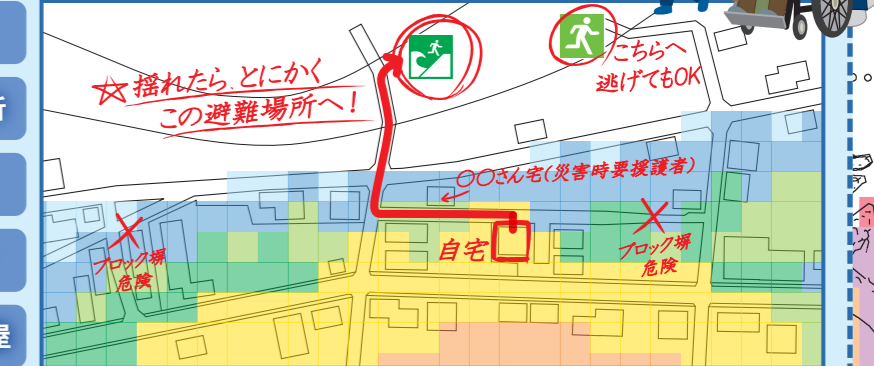 ☆揺れたら、とにかく
この避難場所へ！
こちらへ
逃げてもOK
〇〇さん宅(災害時要援護者)
ブロック塀
危険
自宅
ブロック塀
危険
所
屋